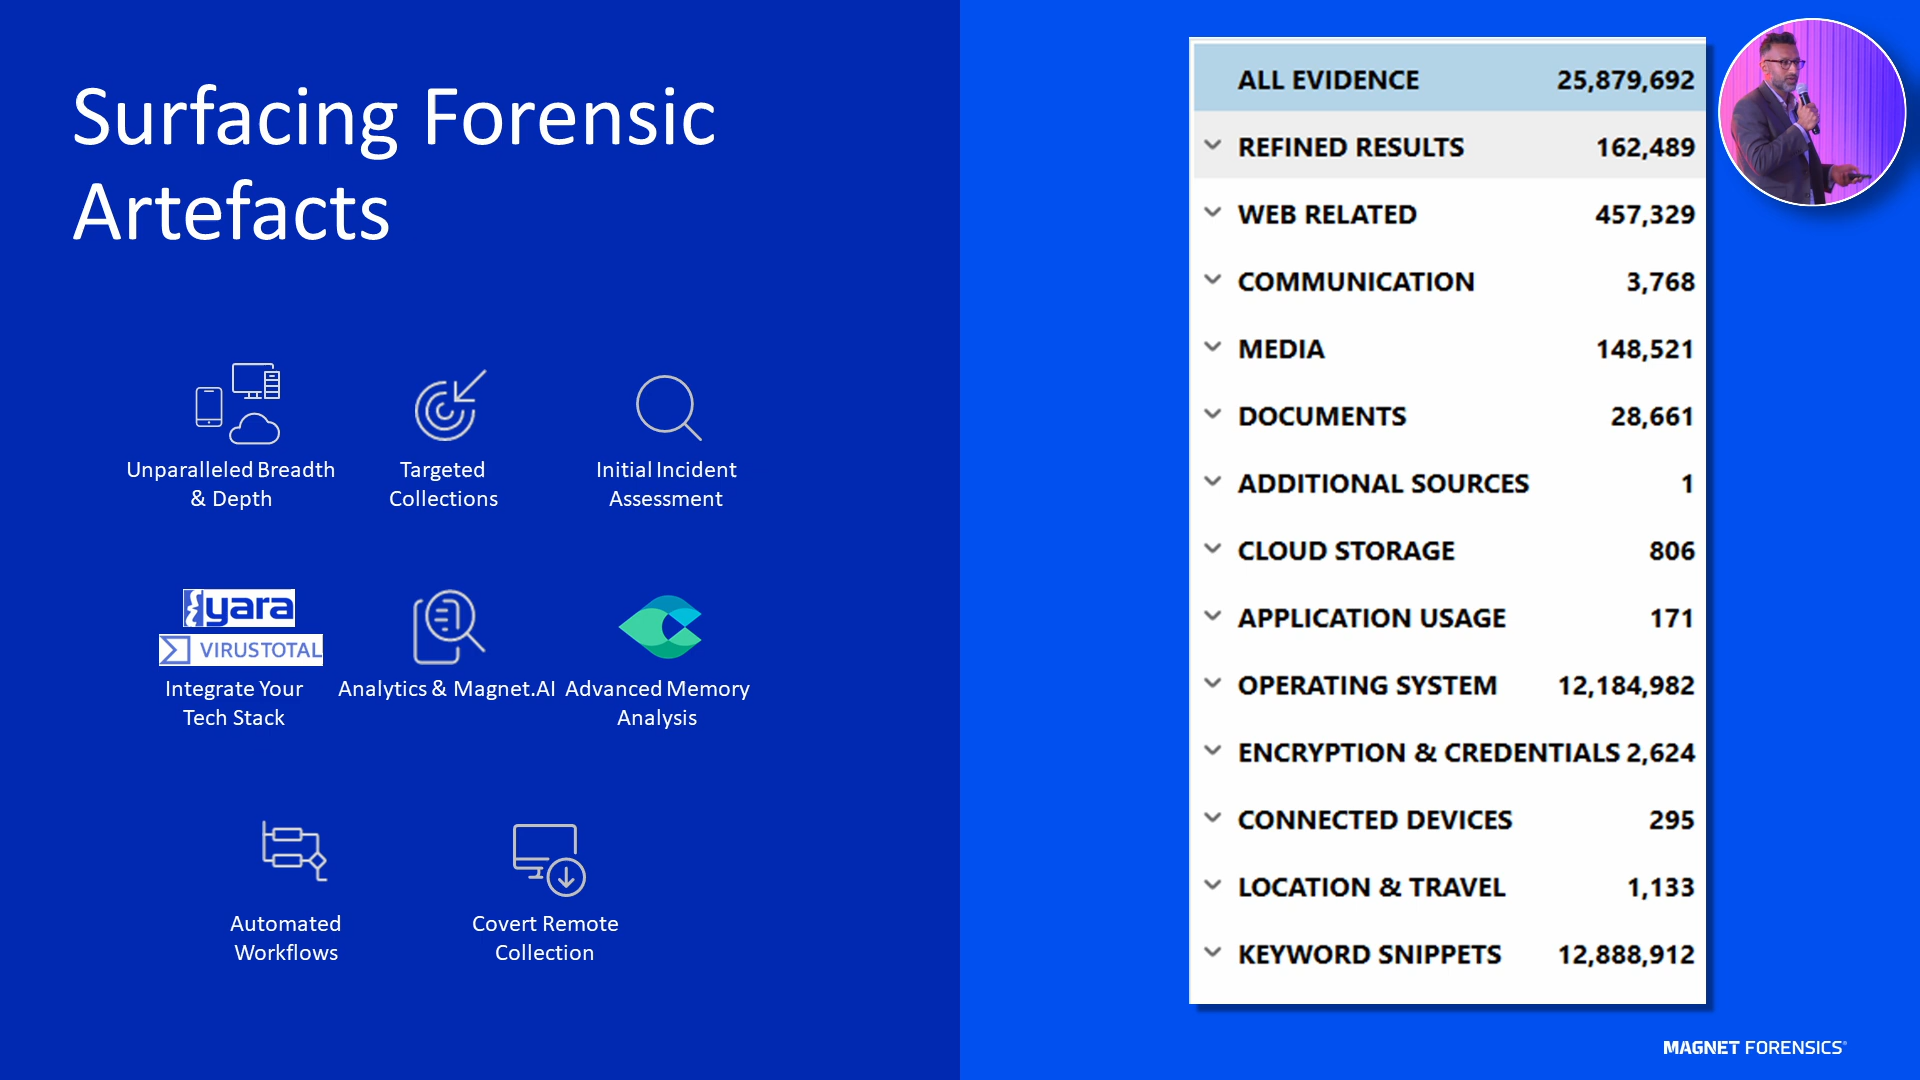 Surfacing Forensic
Artefacts
Unparalleled Breadth
& Depth
Targeted
Collections
Initial Incident
Assessment
yara
VIRUSTOTAL
Integrate Your
Tech Stack
Analytics & Magnet.AI
Advanced Memory
Analysis
Automated
Workflows
Covert Remote
Collection
ALL EVIDENCE 25,879,692
REFINED RESULTS 162,489
WEB RELATED 457,329
COMMUNICATION 3,768
MEDIA 148,521
DOCUMENTS 28,661
ADDITIONAL SOURCES 1
CLOUD STORAGE 806
APPLICATION USAGE 171
OPERATING SYSTEM 12,184,982
ENCRYPTION & CREDENTIALS 2,624
CONNECTED DEVICES 295
LOCATION & TRAVEL 1,133
KEYWORD SNIPPETS 12,888,912
MAGNET FORENSICS